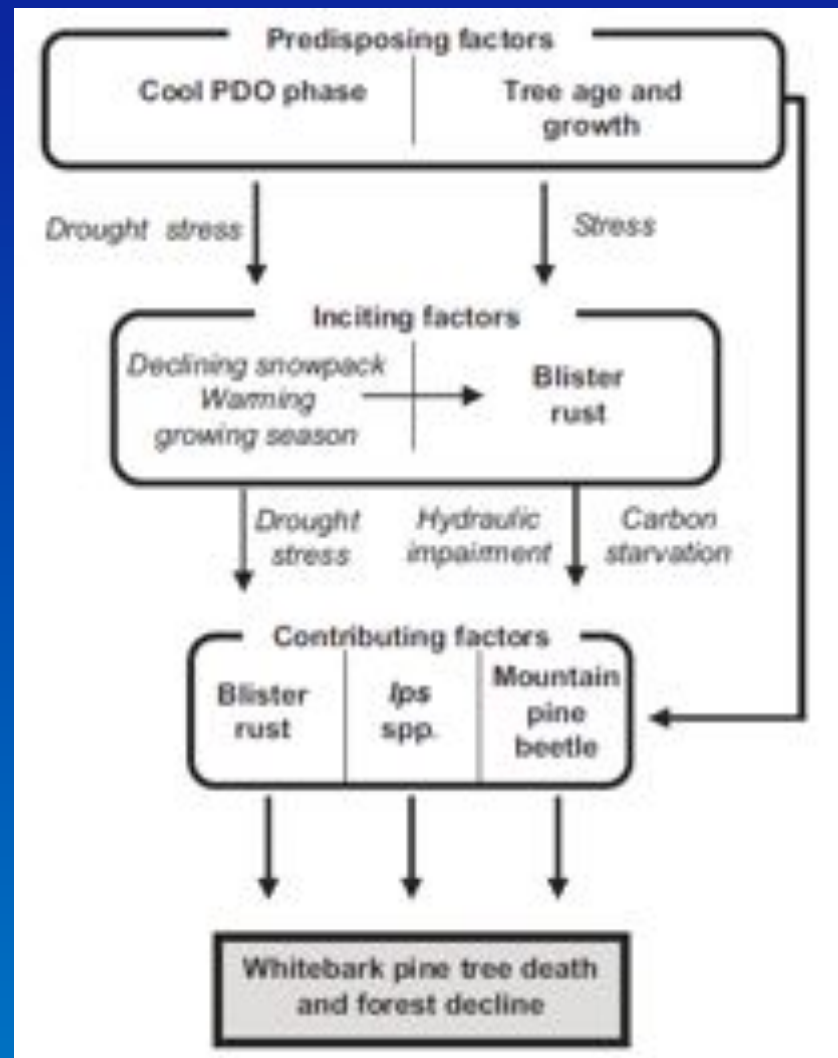 Predisposing factors
Cool PDO phase
Tree age and
growth
Drought stress
Stress
Inciting factors
Declining snowpack
Warming
growing season
Blister
rust
Drought
stress
Hydraulic
impairment
Carbon
starvation
Contributing factors
Blister
rust
Ips
spp.
Mountain
pine
beetle
Whitebark pine tree death
and forest decline